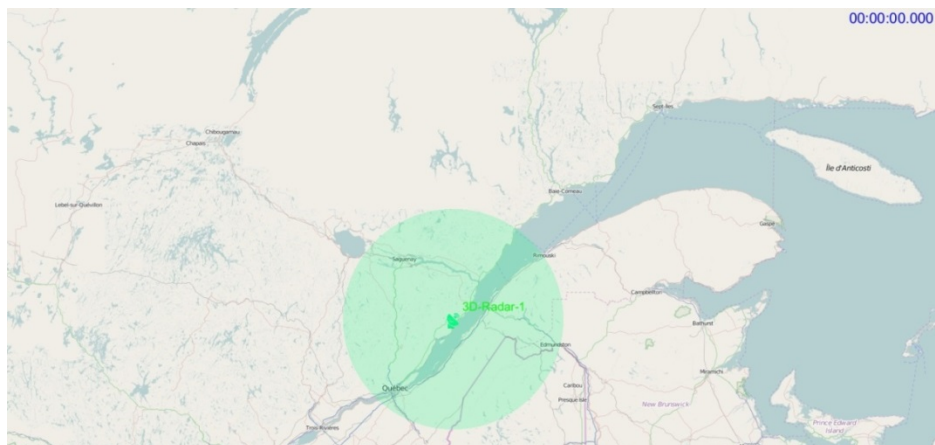 00:00:00.000
Sept-Îles
Chibougamau
Chapais
Île d'Anticosti
Baie-Comeau
Lebel-sur-Quévillon
Gaspé
Rimouski
Saguenay
Campbellton
3D-Radar-1
Bathurst
Edmundston
Miramichi
Caribou
Québec
Presque Isle
New Brunswick
Prince Edward
Island
Trois-Rivières